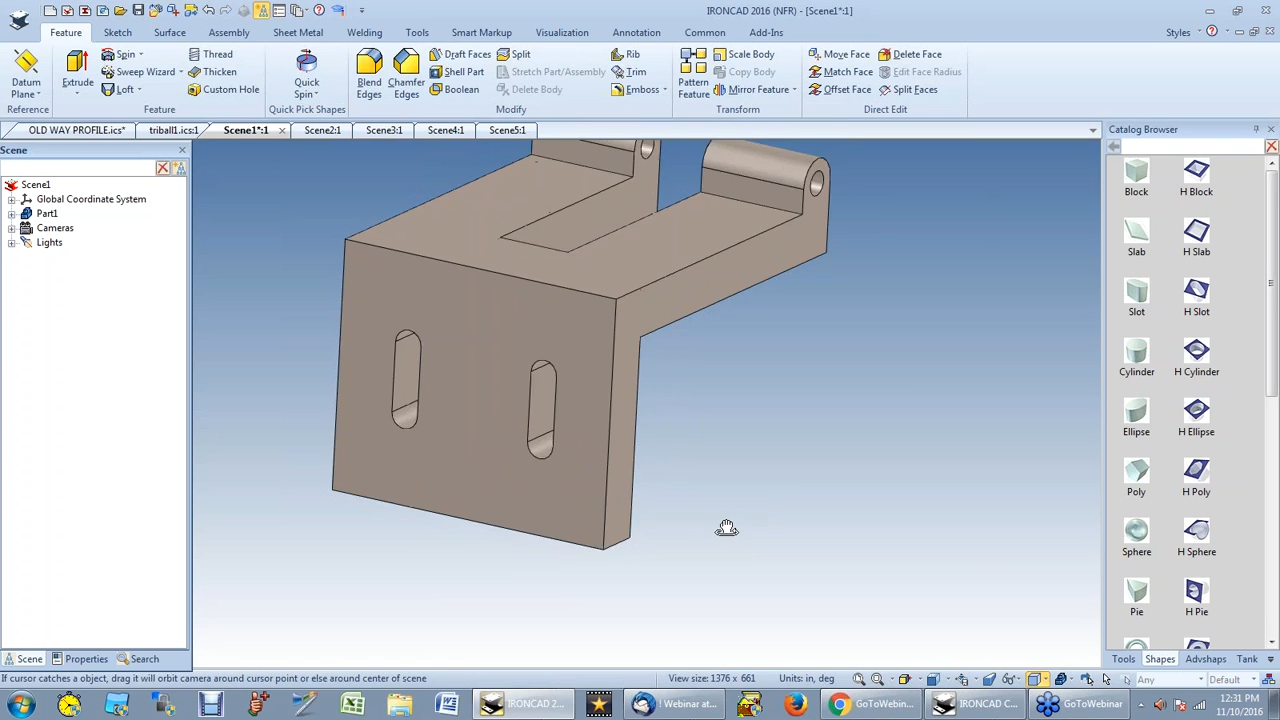 IRONCAD 2016 (NFR) - [Scene1*:1]
Feature Sketch Surface Assembly Sheet Metal Welding Tools Smart Markup Visualization Annotation Common Add-Ins Styles
Datum Plane Extrude Spin Sweep Wizard Loft Thread Thicken Custom Hole Quick Spin Blend Edges Chamfer Edges Draft Faces Shell Part Boolean Split Stretch Part/Assembly Delete Body Rib Trim Emboss Pattern Feature Scale Body Copy Body Mirror Feature Move Face Match Face Offset Face Delete Face Edit Face Radius Split Faces
Reference Feature Quick Pick Shapes Modify Transform Direct Edit
OLD WAY PROFILE.ics* triball1.ics:1 Scene1*:1 Scene2:1 Scene3:1 Scene4:1 Scene5:1 Catalog Browser
Scene
Scene1
Global Coordinate System
Part1
Cameras
Lights
Block H Block
Slab H Slab
Slot H Slot
Cylinder H Cylinder
Ellipse H Ellipse
Poly H Poly
Sphere H Sphere
Pie H Pie
Scene Properties Search Tools Shapes Advshaps Tank
If cursor catches a object, drag it will orbit camera around cursor point or else around center of scene View size: 1376 x 661 Units: in, deg Any Default
IRONCAD 2... ! Webinar at... GoToWebin... IRONCAD C... GoToWebin... 12:31 PM
11/10/2016